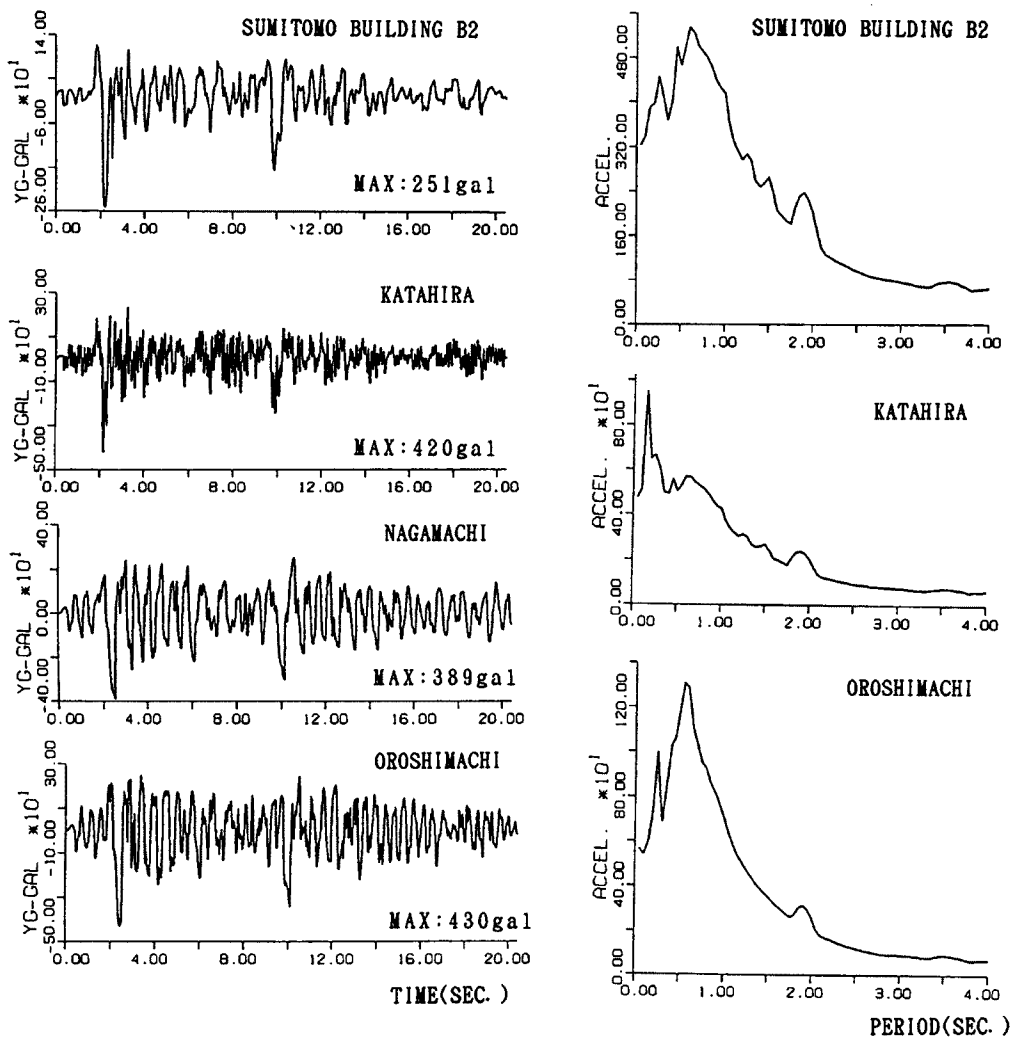 SUMITOMO BUILDING B2
YG-GAL *10¹
14.00
-6.00
-26.00
MAX:251gal
0.00 4.00 8.00 12.00 16.00 20.00
KATAHIRA
YG-GAL *10¹
30.00
-10.00
-50.00
MAX:420gal
0.00 4.00 8.00 12.00 16.00 20.00
NAGAMACHI
YG-GAL *10¹
40.00
0.00
-40.00
MAX:389gal
0.00 4.00 8.00 12.00 16.00 20.00
OROSHIMACHI
YG-GAL *10¹
30.00
-10.00
-50.00
MAX:430gal
0.00 4.00 8.00 12.00 16.00 20.00
TIME(SEC.)
SUMITOMO BUILDING B2
ACCEL.
480.00
320.00
160.00
0.00
0.00 1.00 2.00 3.00 4.00
KATAHIRA
ACCEL. *10¹
80.00
40.00
0.00
0.00 1.00 2.00 3.00 4.00
OROSHIMACHI
ACCEL. *10¹
120.00
80.00
40.00
0.00
0.00 1.00 2.00 3.00 4.00
PERIOD(SEC.)